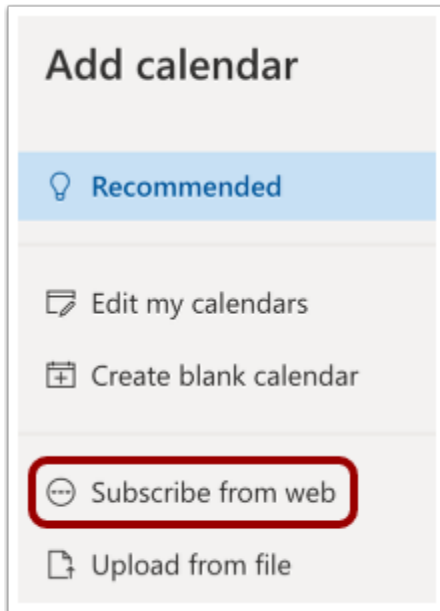 Add calendar
Recommended
Edit my calendars
Create blank calendar
Subscribe from web
Upload from file